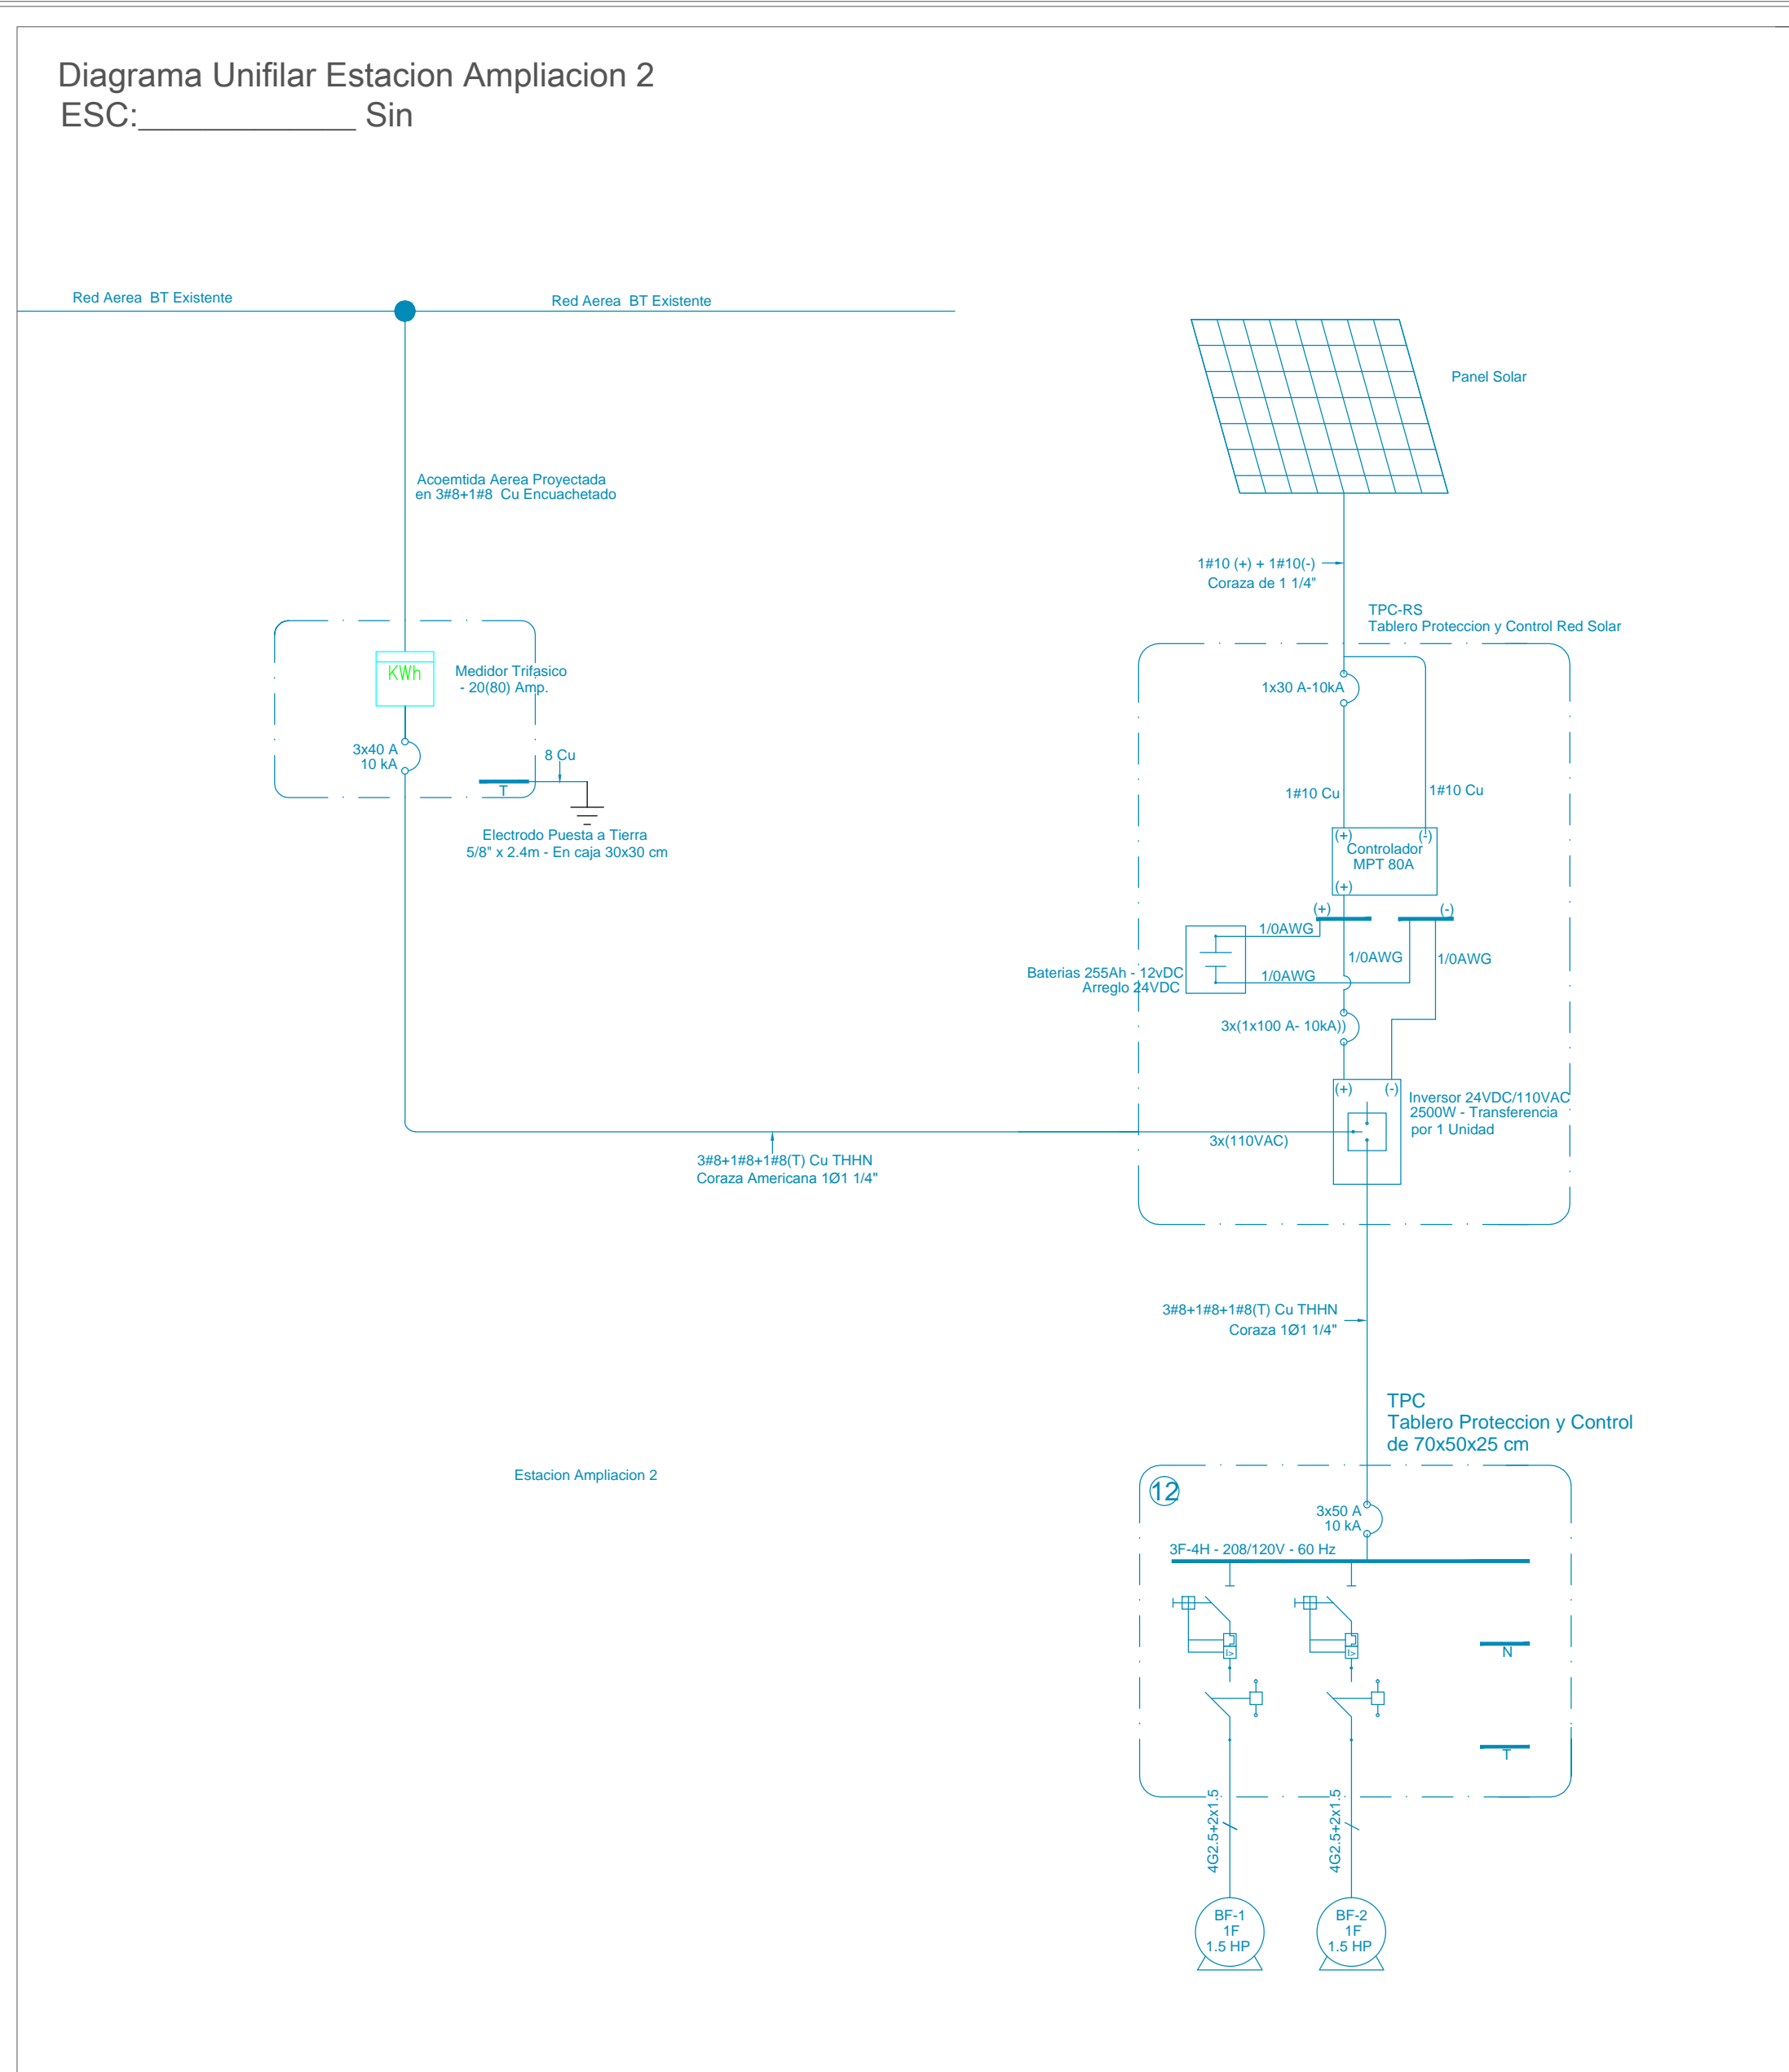 Diagrama Unifilar Estacion Ampliacion 2
ESC:____________ Sin
Red Aerea BT Existente
Red Aerea BT Existente
Panel Solar
Acoemtida Aerea Proyectada
en 3#8+1#8 Cu Encuachetado
1#10 (+) + 1#10(-)
Coraza de 1 1/4"
TPC-RS
Tablero Proteccion y Control Red Solar
KWh
Medidor Trifasico
- 20(80) Amp.
1x30 A-10kA
3x40 A
10 kA
8 Cu
T
Electrodo Puesta a Tierra
5/8" x 2.4m - En caja 30x30 cm
1#10 Cu
1#10 Cu
(+)
(-)
Controlador
MPT 80A
(+)
(+)
(-)
1/0AWG
1/0AWG
1/0AWG
1/0AWG
Baterias 255Ah - 12vDC
Arreglo 24VDC
3x(1x100 A- 10kA))
(+)
(-)
Inversor 24VDC/110VAC
2500W - Transferencia
por 1 Unidad
3x(110VAC)
3#8+1#8+1#8(T) Cu THHN
Coraza Americana 1Ø1 1/4"
3#8+1#8+1#8(T) Cu THHN
Coraza 1Ø1 1/4"
TPC
Tablero Proteccion y Control
de 70x50x25 cm
Estacion Ampliacion 2
12
3x50 A
10 kA
3F-4H - 208/120V - 60 Hz
I>
I>
N
T
4G2.5+2x1.5
4G2.5+2x1.5
BF-1
1F
1.5 HP
BF-2
1F
1.5 HP